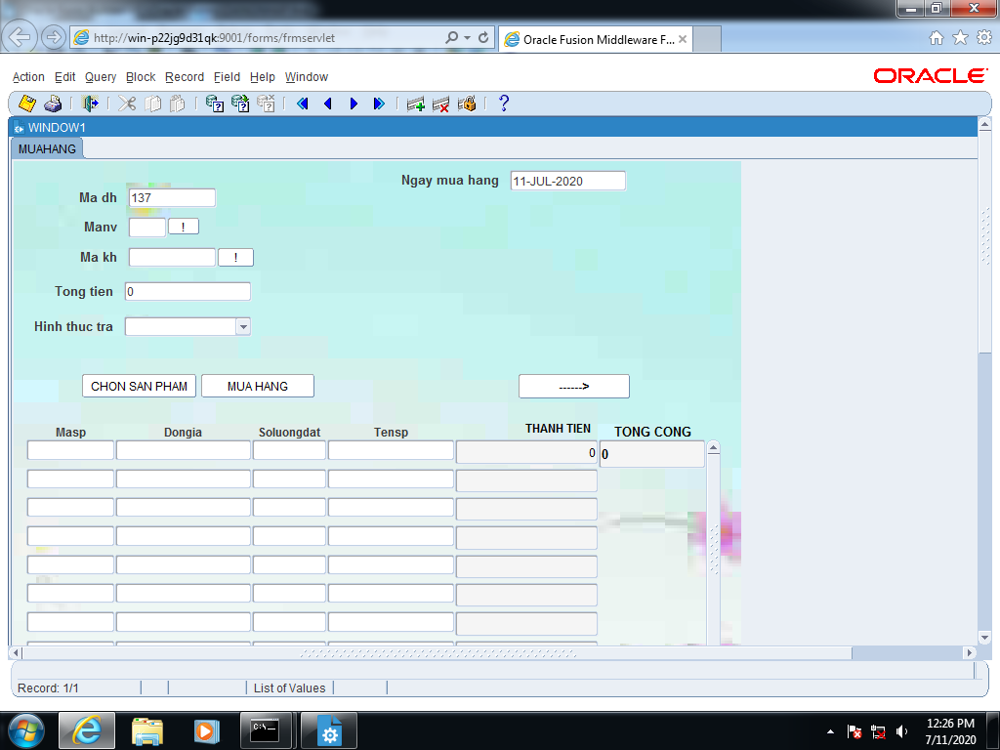 http://win-p22jg9d31qk:9001/forms/frmservlet
Oracle Fusion Middleware F...
Action Edit Query Block Record Field Help Window
ORACLE
WINDOW1
MUAHANG
Ngay mua hang 11-JUL-2020
Ma dh 137
Manv !
Ma kh !
Tong tien 0
Hinh thuc tra
CHON SAN PHAM MUA HANG ------>
Masp Dongia Soluongdat Tensp THANH TIEN TONG CONG
0 0
Record: 1/1 List of Values
C:\_
12:26 PM
7/11/2020